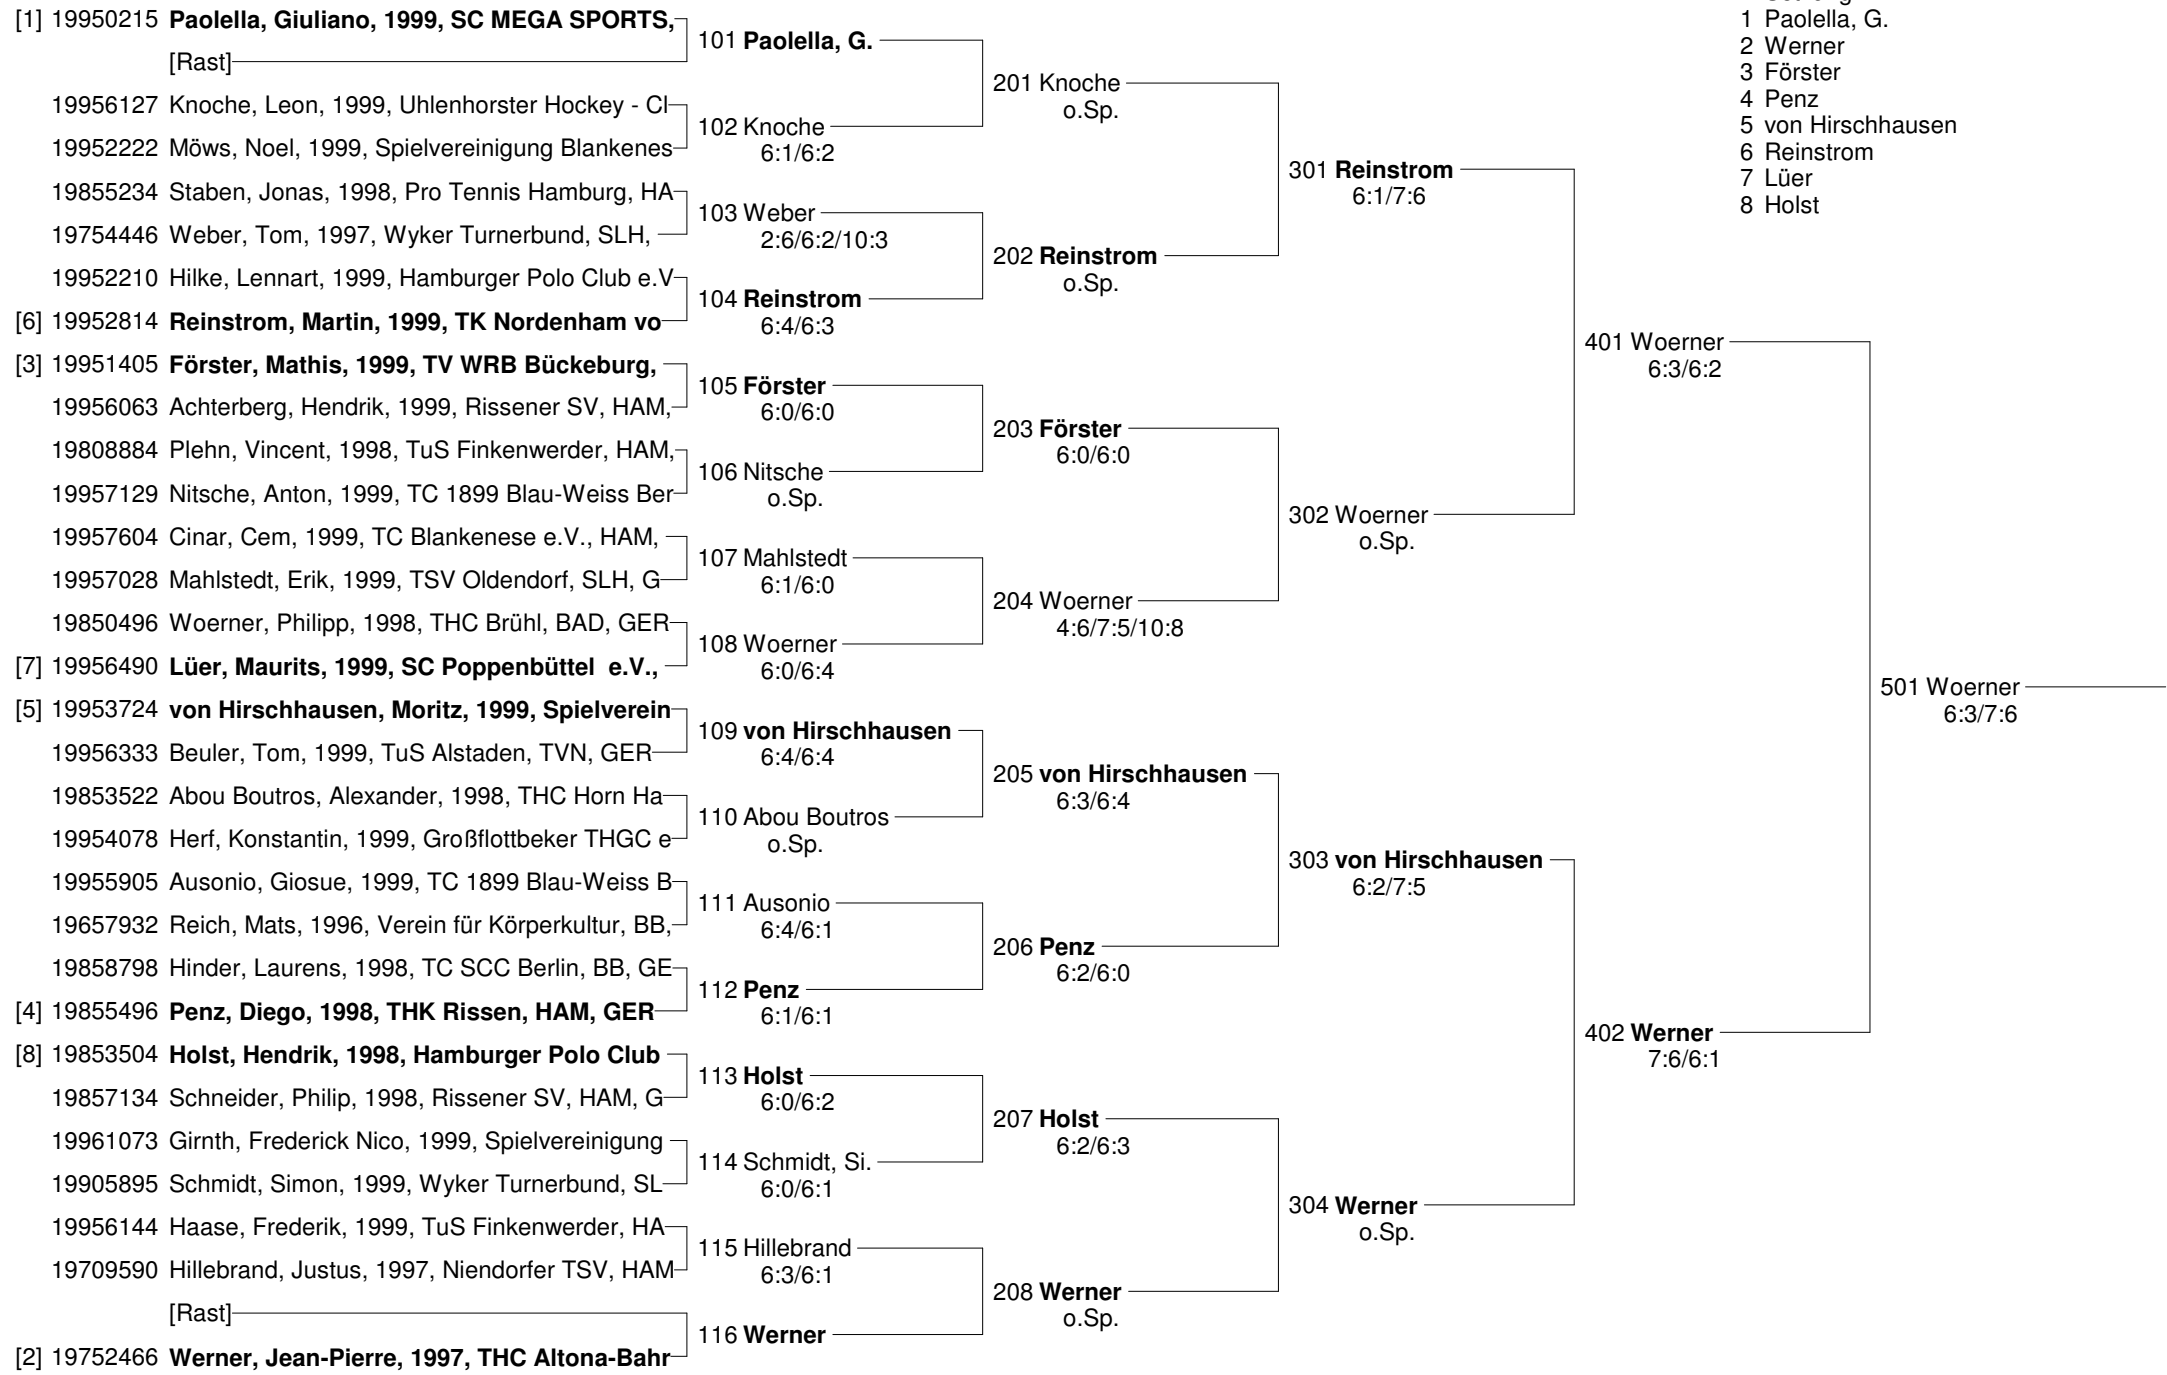 [1] 19950215 Paolella, Giuliano, 1999, SC MEGA SPORTS,
[Rast]
19956127 Knoche, Leon, 1999, Uhlenhorster Hockey - Cl
19952222 Möws, Noel, 1999, Spielvereinigung Blankenes
19855234 Staben, Jonas, 1998, Pro Tennis Hamburg, HA
19754446 Weber, Tom, 1997, Wyker Turnerbund, SLH,
19952210 Hilke, Lennart, 1999, Hamburger Polo Club e.V
[6] 19952814 Reinstrom, Martin, 1999, TK Nordenham vo
[3] 19951405 Förster, Mathis, 1999, TV WRB Bückeburg,
19956063 Achterberg, Hendrik, 1999, Rissener SV, HAM,
19808884 Plehn, Vincent, 1998, TuS Finkenwerder, HAM,
19957129 Nitsche, Anton, 1999, TC 1899 Blau-Weiss Ber
19957604 Cinar, Cem, 1999, TC Blankenese e.V., HAM,
19957028 Mahlstedt, Erik, 1999, TSV Oldendorf, SLH, G
19850496 Woerner, Philipp, 1998, THC Brühl, BAD, GER
[7] 19956490 Lüer, Maurits, 1999, SC Poppenbüttel e.V.,
[5] 19953724 von Hirschhausen, Moritz, 1999, Spielverein
19956333 Beuler, Tom, 1999, TuS Alstaden, TVN, GER
19853522 Abou Boutros, Alexander, 1998, THC Horn Ha
19954078 Herf, Konstantin, 1999, Großflottbeker THGC e
19955905 Ausonio, Giosue, 1999, TC 1899 Blau-Weiss B
19657932 Reich, Mats, 1996, Verein für Körperkultur, BB,
19858798 Hinder, Laurens, 1998, TC SCC Berlin, BB, GE
[4] 19855496 Penz, Diego, 1998, THK Rissen, HAM, GER
[8] 19853504 Holst, Hendrik, 1998, Hamburger Polo Club
19857134 Schneider, Philip, 1998, Rissener SV, HAM, G
19961073 Girnth, Frederick Nico, 1999, Spielvereinigung
19905895 Schmidt, Simon, 1999, Wyker Turnerbund, SL
19956144 Haase, Frederik, 1999, TuS Finkenwerder, HA
19709590 Hillebrand, Justus, 1997, Niendorfer TSV, HAM
[Rast]
[2] 19752466 Werner, Jean-Pierre, 1997, THC Altona-Bahr
101 Paolella, G.
102 Knoche
6:1/6:2
103 Weber
2:6/6:2/10:3
104 Reinstrom
6:4/6:3
105 Förster
6:0/6:0
106 Nitsche
o.Sp.
107 Mahlstedt
6:1/6:0
108 Woerner
6:0/6:4
109 von Hirschhausen
6:4/6:4
110 Abou Boutros
o.Sp.
111 Ausonio
6:4/6:1
112 Penz
6:1/6:1
113 Holst
6:0/6:2
114 Schmidt, Si.
6:0/6:1
115 Hillebrand
6:3/6:1
116 Werner
201 Knoche
o.Sp.
202 Reinstrom
o.Sp.
203 Förster
6:0/6:0
204 Woerner
4:6/7:5/10:8
205 von Hirschhausen
6:3/6:4
206 Penz
6:2/6:0
207 Holst
6:2/6:3
208 Werner
o.Sp.
301 Reinstrom
6:1/7:6
302 Woerner
o.Sp.
303 von Hirschhausen
6:2/7:5
304 Werner
o.Sp.
401 Woerner
6:3/6:2
402 Werner
7:6/6:1
501 Woerner
6:3/7:6
1 Paolella, G.
2 Werner
3 Förster
4 Penz
5 von Hirschhausen
6 Reinstrom
7 Lüer
8 Holst